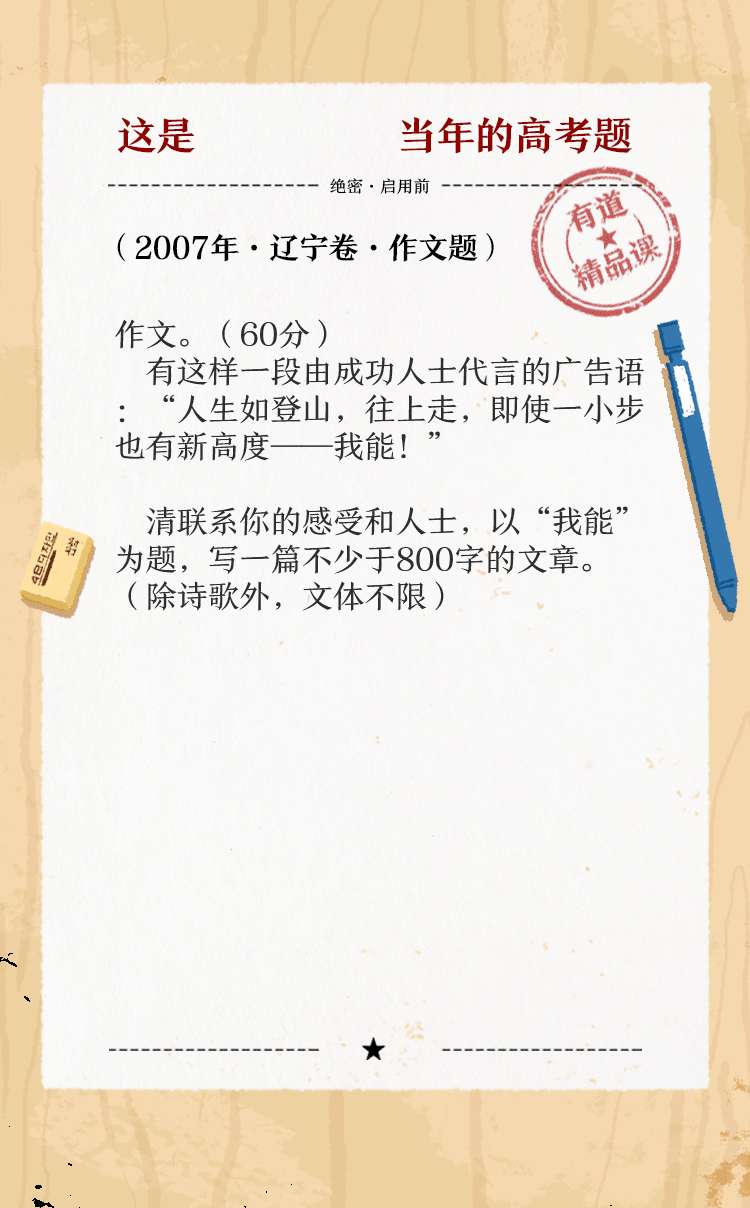 这是 当年的高考题
绝密·启用前
有道
精品课
（2007年·辽宁卷·作文题）
作文。（60分）
有这样一段由成功人士代言的广告语
：“人生如登山，往上走，即使一小步
也有新高度——我能！”
清联系你的感受和人士，以“我能”
为题，写一篇不少于800字的文章。
（除诗歌外，文体不限）